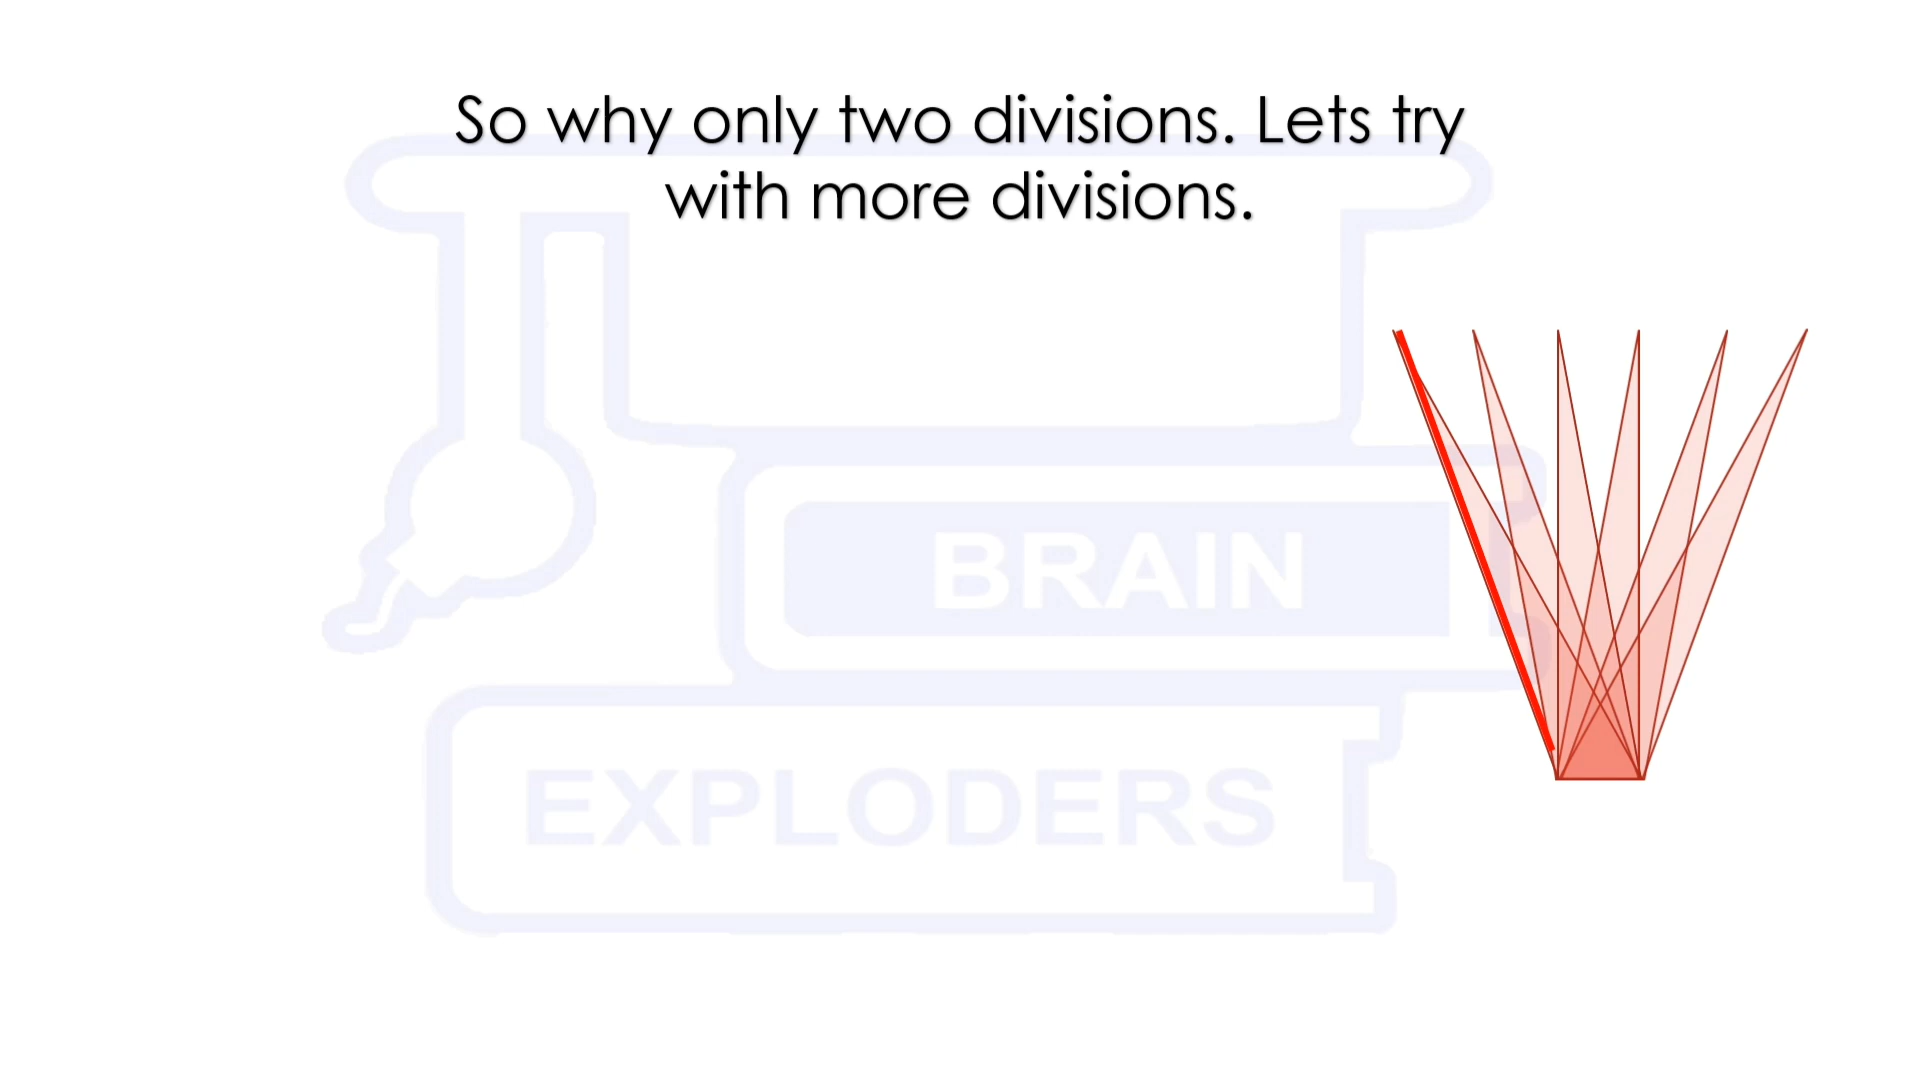 So why only two divisions. Lets try
with more divisions.
BRAIN
EXPLODERS